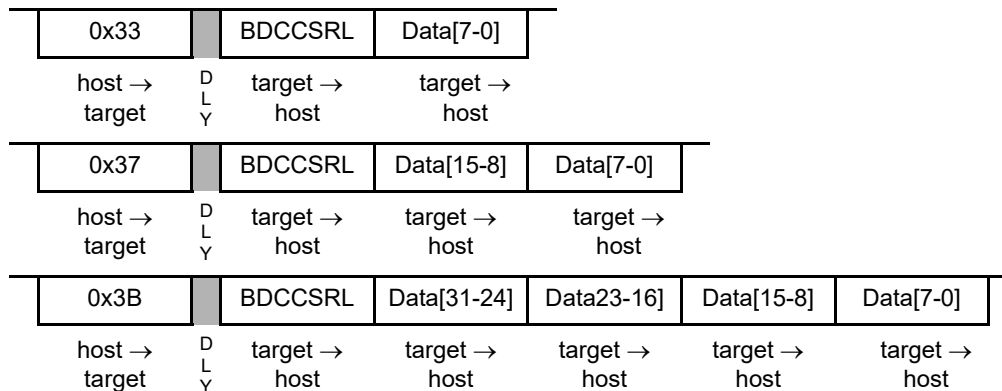 0x33 BDCCSRL Data[7-0]
host → D target → target →
L
target Y host host
0x37 BDCCSRL Data[15-8] Data[7-0]
host → D target → target → target →
L
target Y host host host
0x3B BDCCSRL Data[31-24] Data23-16] Data[15-8] Data[7-0]
host → D target → target → target → target → target →
L
target Y host host host host host